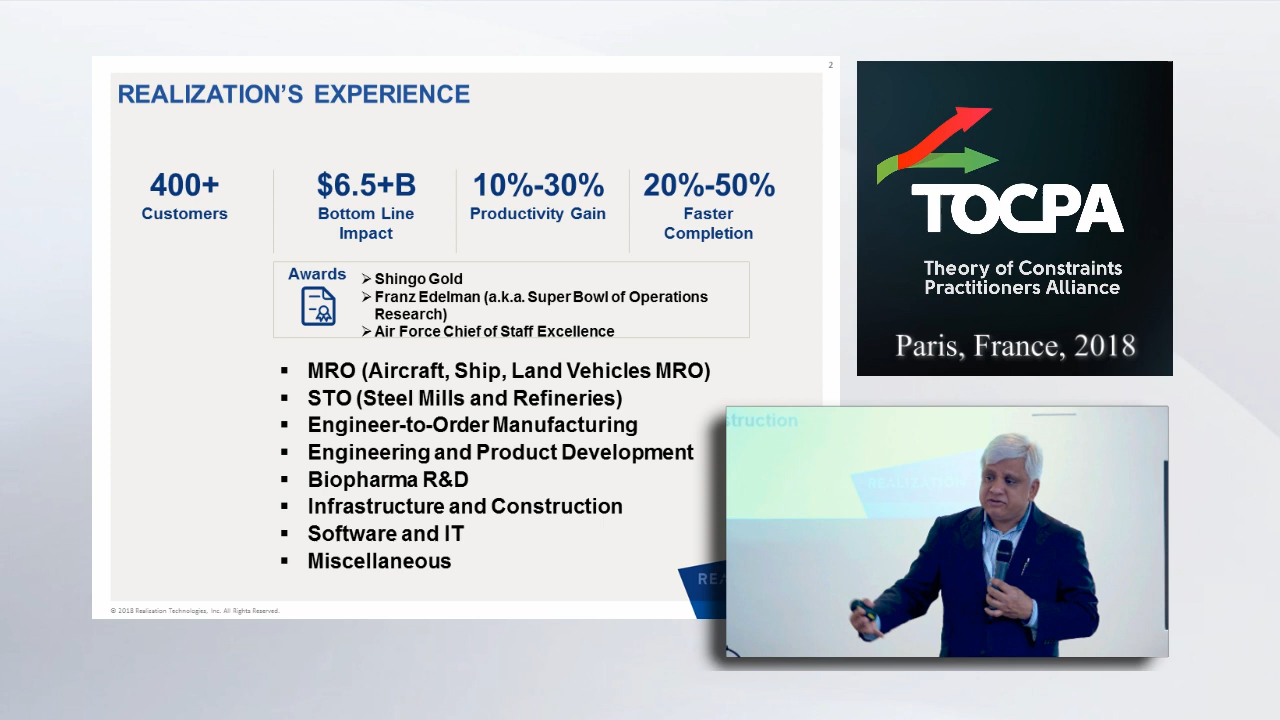 2
REALIZATION'S EXPERIENCE
400+
Customers
$6.5+B
Bottom Line
Impact
10%-30%
Productivity Gain
20%-50%
Faster
Completion
Awards
➢ Shingo Gold
➢ Franz Edelman (a.k.a. Super Bowl of Operations
Research)
➢ Air Force Chief of Staff Excellence
▪ MRO (Aircraft, Ship, Land Vehicles MRO)
▪ STO (Steel Mills and Refineries)
▪ Engineer-to-Order Manufacturing
▪ Engineering and Product Development
▪ Biopharma R&D
▪ Infrastructure and Construction
▪ Software and IT
▪ Miscellaneous
REA
© 2018 Realization Technologies, Inc. All Rights Reserved.
TOCPA
Theory of Constraints
Practitioners Alliance
Paris, France, 2018
struction
REALIZATION